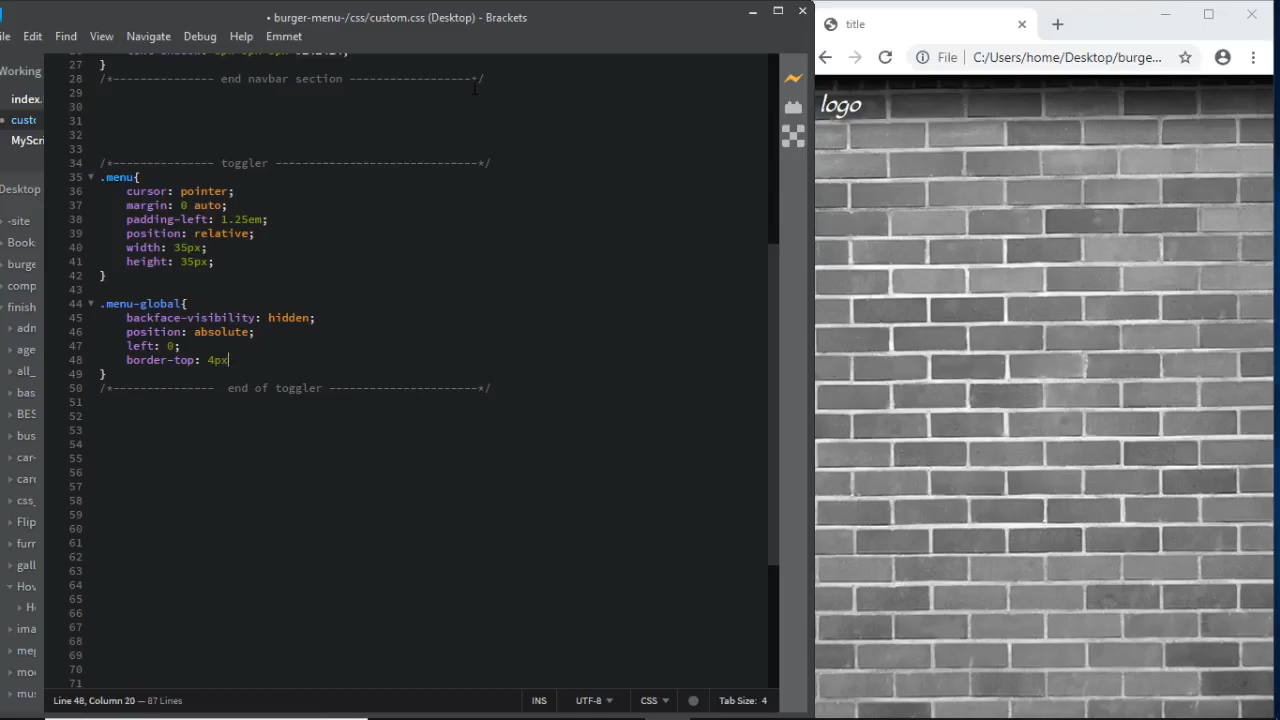 • burger-menu-/css/custom.css (Desktop) - Brackets
ile Edit Find View Navigate Debug Help Emmet
Working
index.
• custo
MyScri
Desktop
-site
Book
burge
comp
finish
adn
age
all_
bas
BES
bus
car-
card
css_
Flip
furr
gall
Hov
H
ima
meg
mod
mus
27 }
28 /*--------------- end navbar section ------------------*/
29
30
31
32
33
34 /*--------------- toggler ------------------------------*/
35 .menu{
36 cursor: pointer;
37 margin: 0 auto;
38 padding-left: 1.25em;
39 position: relative;
40 width: 35px;
41 height: 35px;
42 }
43
44 .menu-global{
45 backface-visibility: hidden;
46 position: absolute;
47 left: 0;
48 border-top: 4px
49 }
50 /*---------------  end of toggler ----------------------*/
51
52
53
54
55
56
57
58
59
60
61
62
63
64
65
66
67
68
69
70
71
Line 48, Column 20 — 87 Lines
INS UTF-8 CSS Tab Size: 4
title
File C:/Users/home/Desktop/burge...
logo